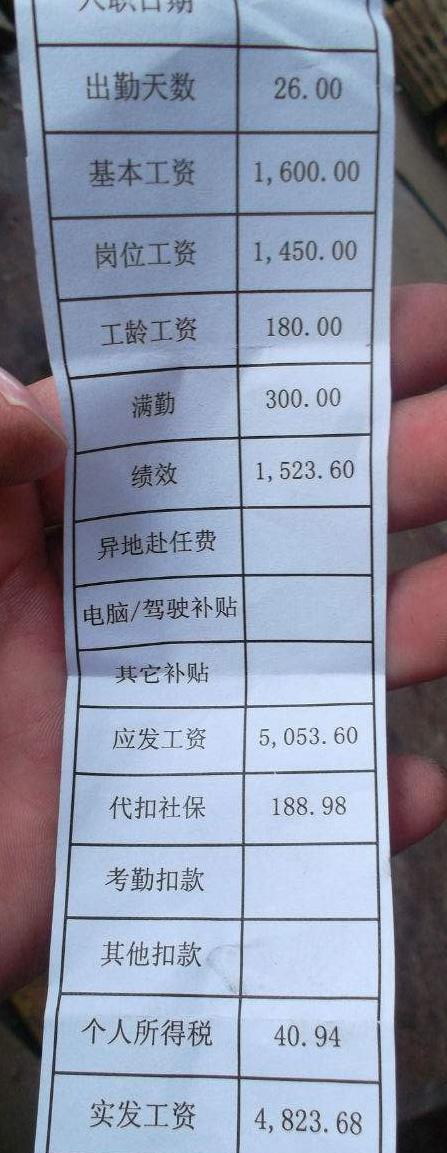 入职日期
出勤天数 26.00
基本工资 1,600.00
岗位工资 1,450.00
工龄工资 180.00
满勤 300.00
绩效 1,523.60
异地赴任费
电脑/驾驶补贴
其它补贴
应发工资 5,053.60
代扣社保 188.98
考勤扣款
其他扣款
个人所得税 40.94
实发工资 4,823.68